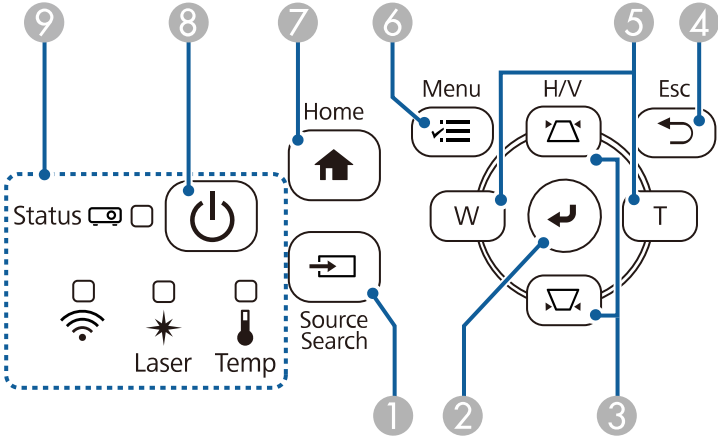 9 8 7 6 5 4
Menu H/V Esc
Home
Status
W T
Source
Search
Laser Temp
1 2 3